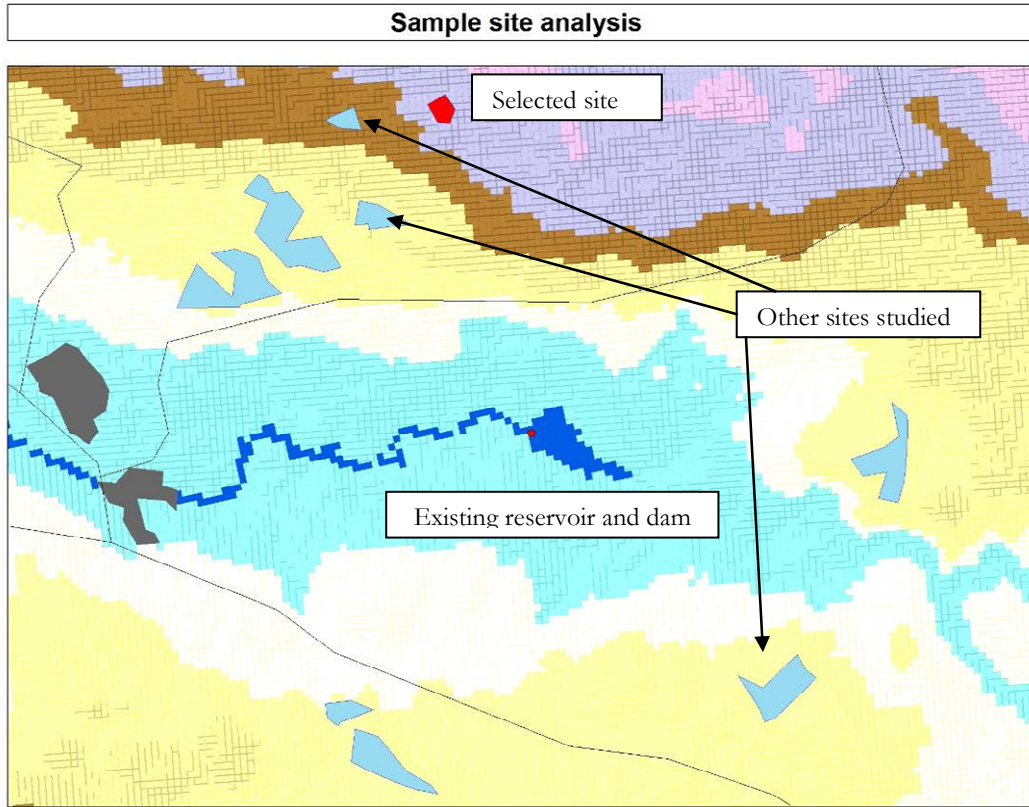 Sample site analysis
Selected site
Other sites studied
Existing reservoir and dam